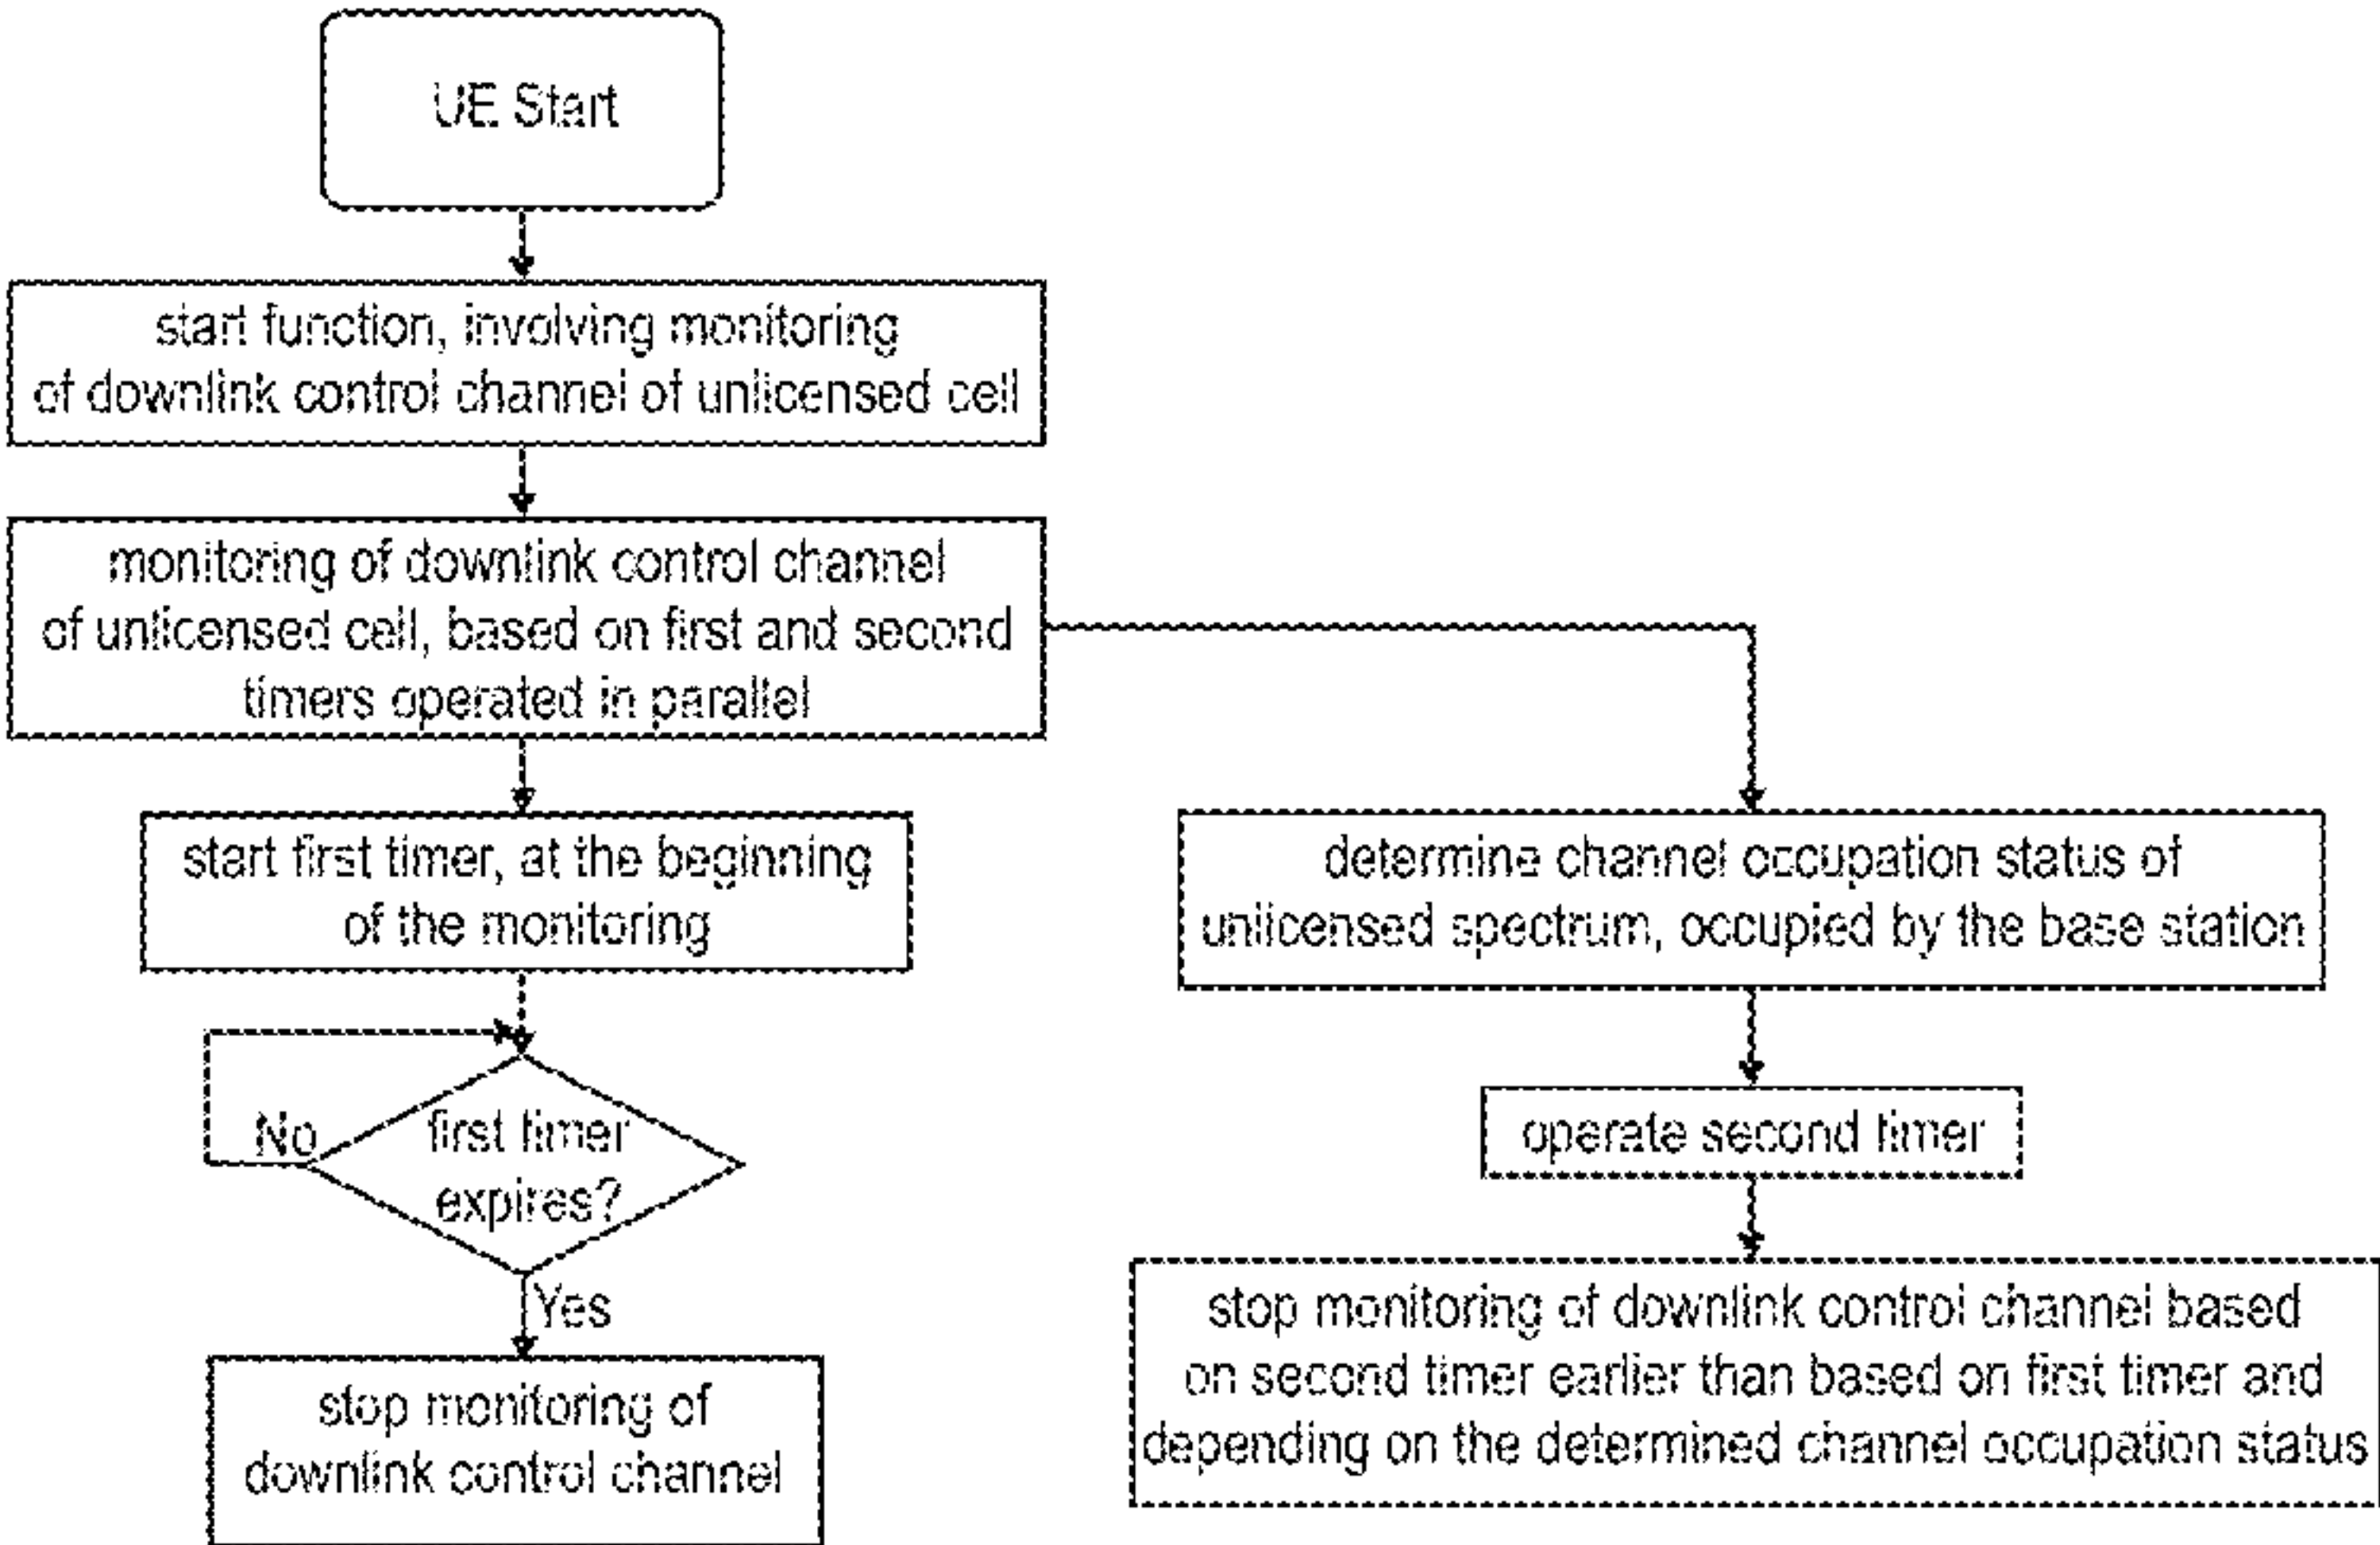 UE Start
start function, involving monitoring
of downlink control channel of unlicensed cell
monitoring of downlink control channel
of unlicensed cell, based on first and second
timers operated in parallel
start first timer, at the beginning
of the monitoring
No
first timer
expires?
Yes
stop monitoring of
downlink control channel
determine channel occupation status of
unlicensed spectrum, occupied by the base station
operate second timer
stop monitoring of downlink control channel based
on second timer earlier than based on first timer and
depending on the determined channel occupation status